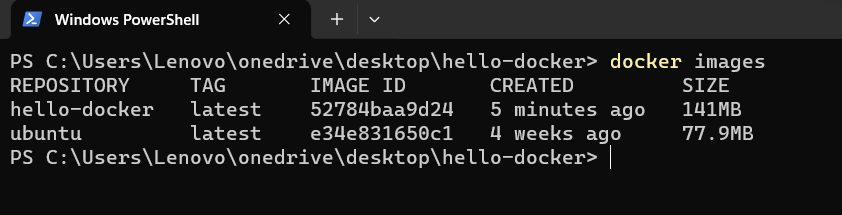 Windows PowerShell
PS C:\Users\Lenovo\onedrive\desktop\hello-docker> docker images
REPOSITORY     TAG       IMAGE ID       CREATED         SIZE
hello-docker   latest    52784baa9d24   5 minutes ago   141MB
ubuntu         latest    e34e831650c1   4 weeks ago     77.9MB
PS C:\Users\Lenovo\onedrive\desktop\hello-docker>